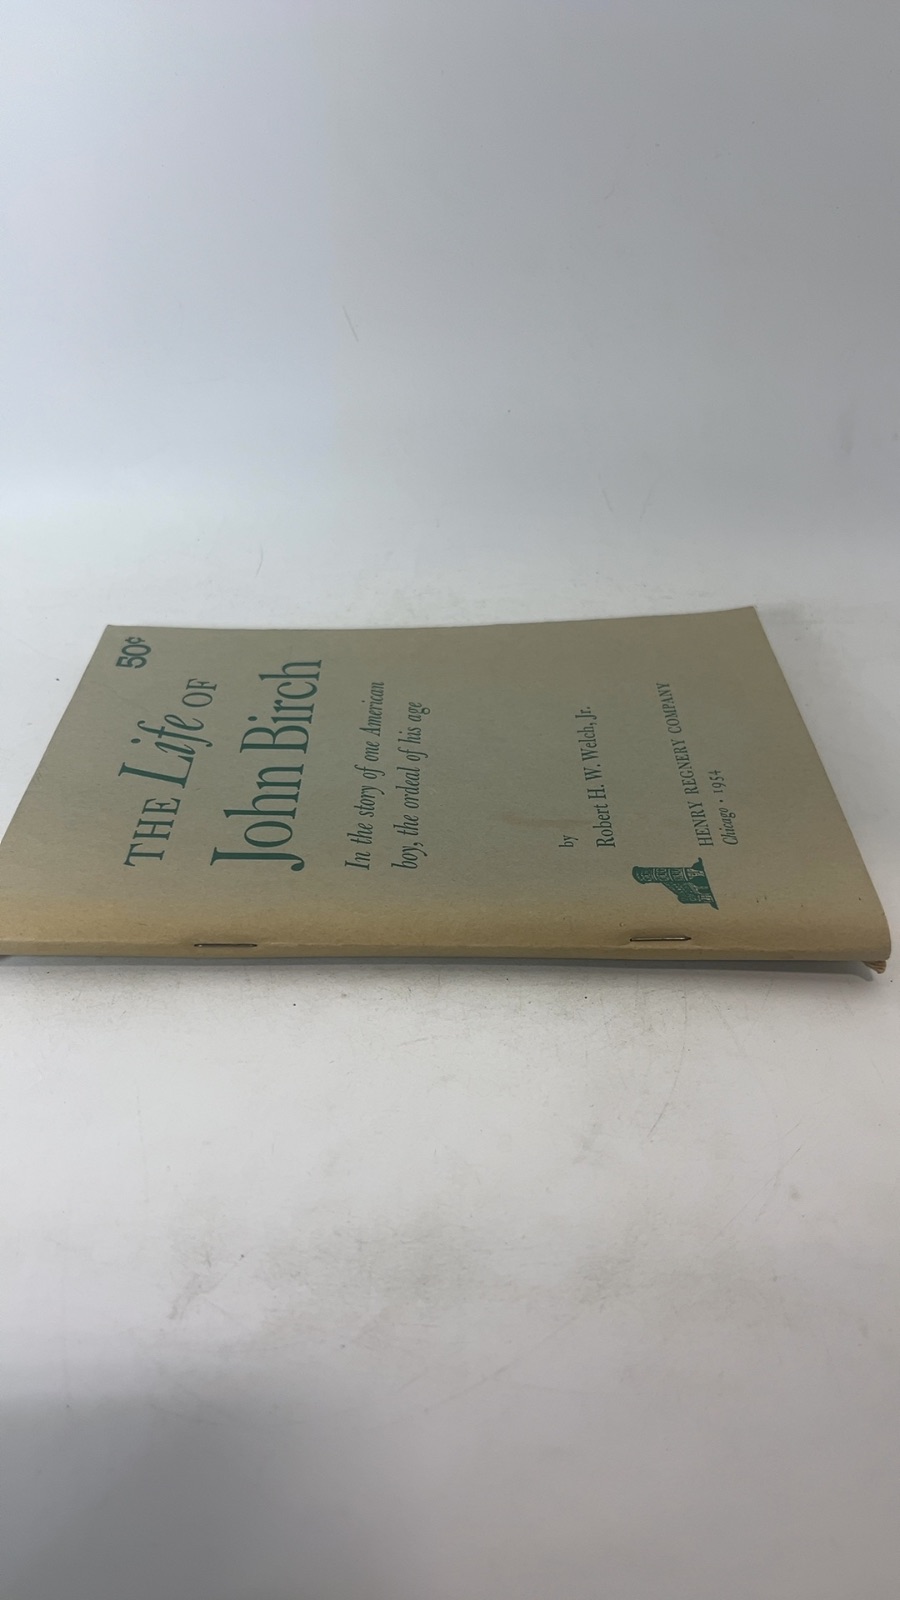 50¢
THE Life OF
John Birch
In the story of one American
boy, the ordeal of his age
by
Robert H. W. Welch, Jr.
HENRY REGNERY COMPANY
Chicago • 1954